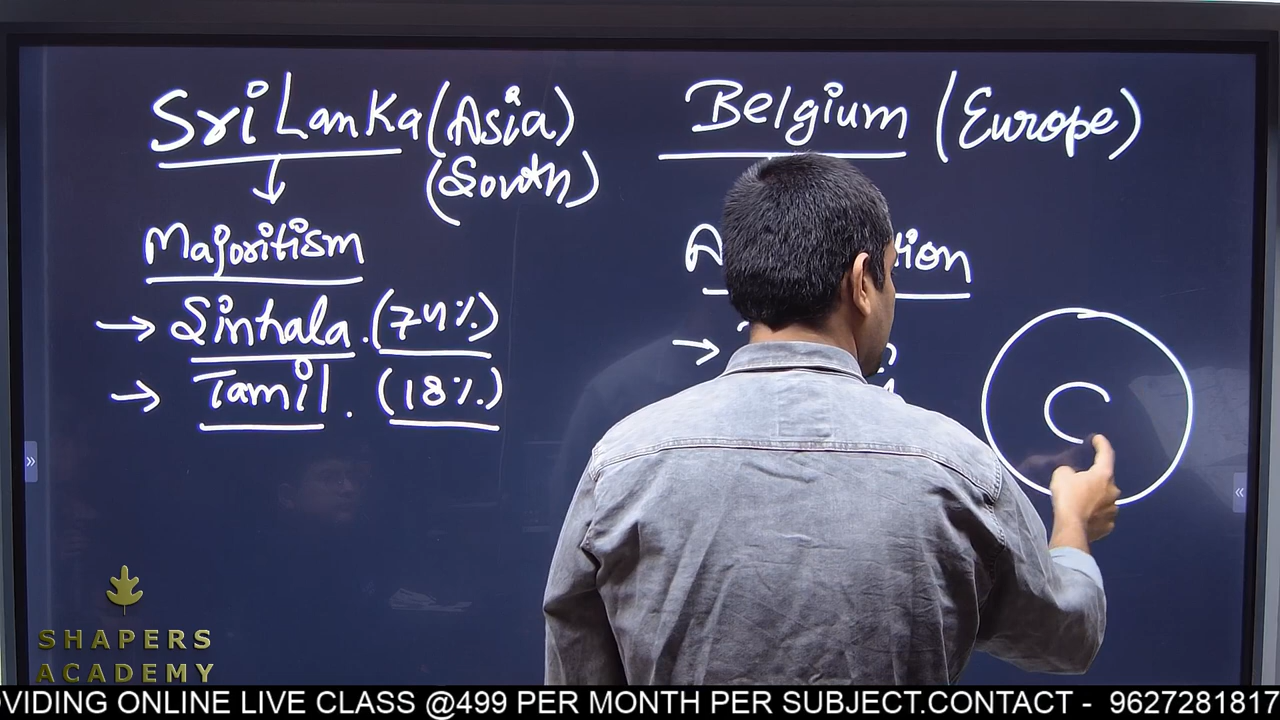 Sri Lanka (Asia)
(South)
Majoritism
→ Sinhala . (74%)
→ Tamil . (18%)
Belgium (Europe)
→
SHAPERS
ACADEMY
OVIDING ONLINE LIVE CLASS @499 PER MONTH PER SUBJECT.CONTACT - 9627281817